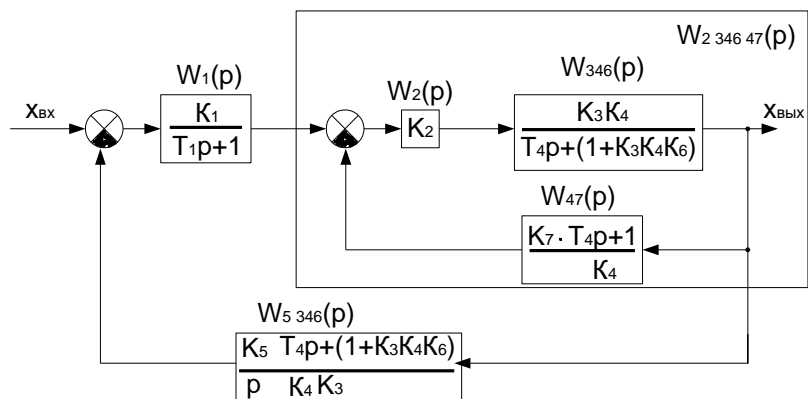 W2 346 47(p)
W1(p)
W346(p)
W2(p)
xвх
K1
T1p+1
K2
K3K4
T4p+(1+K3K4K6)
xвых
W47(p)
K7 · T4p+1
K4
W5 346(p)
K5 T4p+(1+K3K4K6)
p K4 K3